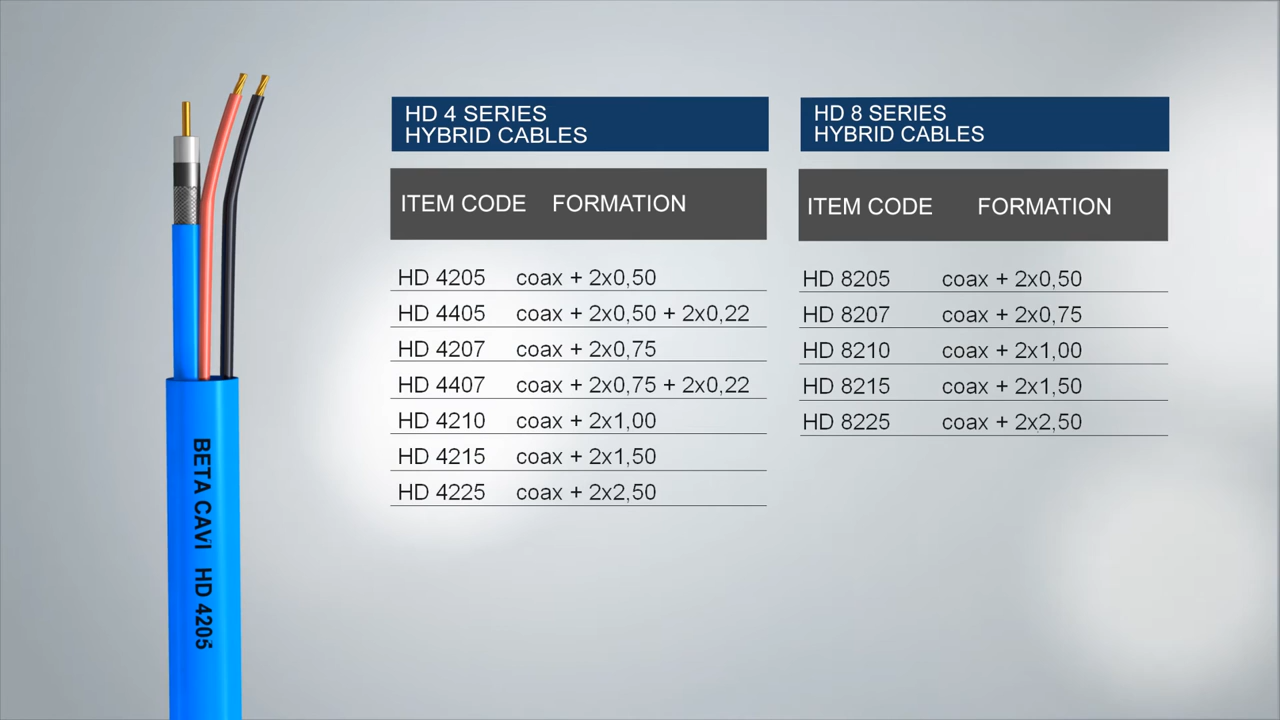 HD 4 SERIES
HYBRID CABLES
ITEM CODE FORMATION
HD 4205 coax + 2x0,50
HD 4405 coax + 2x0,50 + 2x0,22
HD 4207 coax + 2x0,75
HD 4407 coax + 2x0,75 + 2x0,22
HD 4210 coax + 2x1,00
HD 4215 coax + 2x1,50
HD 4225 coax + 2x2,50
HD 8 SERIES
HYBRID CABLES
ITEM CODE FORMATION
HD 8205 coax + 2x0,50
HD 8207 coax + 2x0,75
HD 8210 coax + 2x1,00
HD 8215 coax + 2x1,50
HD 8225 coax + 2x2,50
BETA CAVi HD 4205